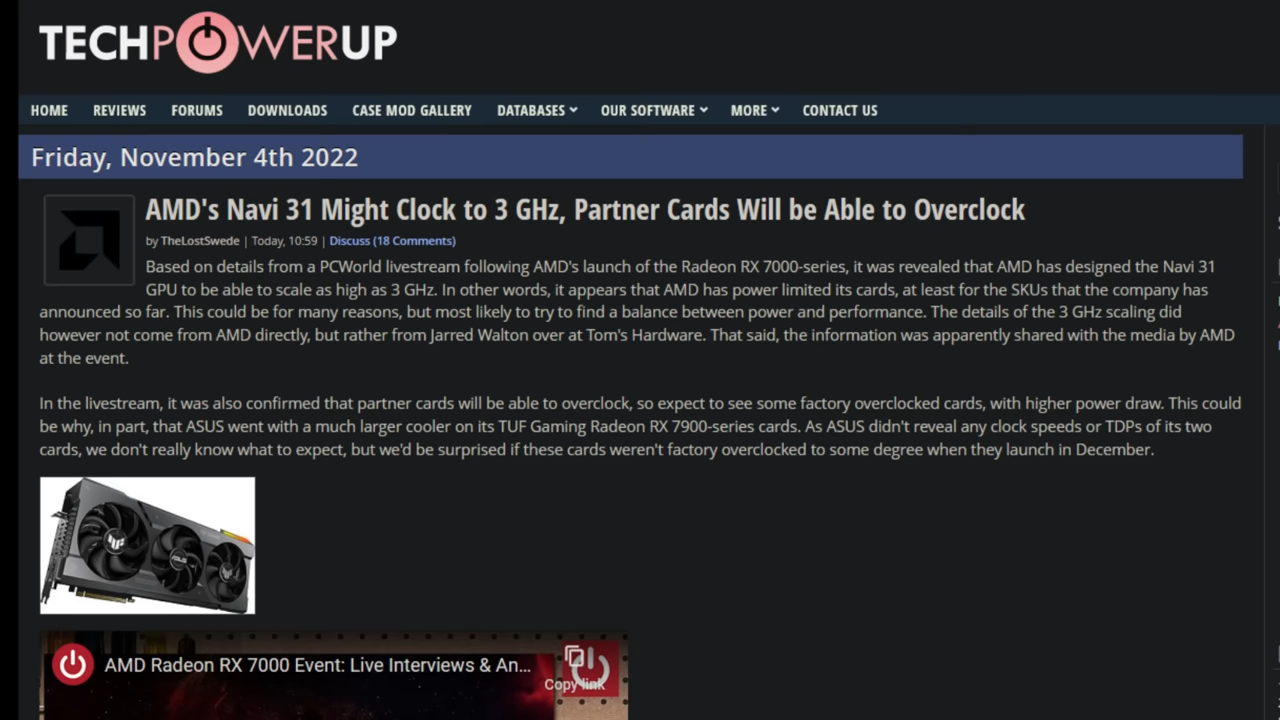 TECHPOWERUP
HOME REVIEWS FORUMS DOWNLOADS CASE MOD GALLERY DATABASES OUR SOFTWARE MORE CONTACT US
Friday, November 4th 2022
AMD's Navi 31 Might Clock to 3 GHz, Partner Cards Will be Able to Overclock
by TheLostSwede | Today, 10:59 | Discuss (18 Comments)
Based on details from a PCWorld livestream following AMD's launch of the Radeon RX 7000-series, it was revealed that AMD has designed the Navi 31
GPU to be able to scale as high as 3 GHz. In other words, it appears that AMD has power limited its cards, at least for the SKUs that the company has
announced so far. This could be for many reasons, but most likely to try to find a balance between power and performance. The details of the 3 GHz scaling did
however not come from AMD directly, but rather from Jarred Walton over at Tom's Hardware. That said, the information was apparently shared with the media by AMD
at the event.
In the livestream, it was also confirmed that partner cards will be able to overclock, so expect to see some factory overclocked cards, with higher power draw. This could
be why, in part, that ASUS went with a much larger cooler on its TUF Gaming Radeon RX 7900-series cards. As ASUS didn't reveal any clock speeds or TDPs of its two
cards, we don't really know what to expect, but we'd be surprised if these cards weren't factory overclocked to some degree when they launch in December.
AMD Radeon RX 7000 Event: Live Interviews & An...
Copy link